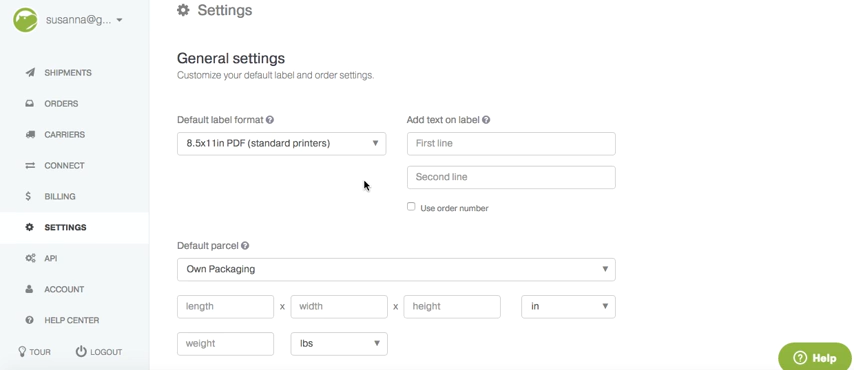 susanna@g...
SHIPMENTS
ORDERS
CARRIERS
CONNECT
BILLING
SETTINGS
API
ACCOUNT
HELP CENTER
TOUR LOGOUT
Settings
General settings
Customize your default label and order settings.
Default label format
8.5x11in PDF (standard printers)
Add text on label
First line
Second line
Use order number
Default parcel
Own Packaging
length x width x height in
weight lbs
Help